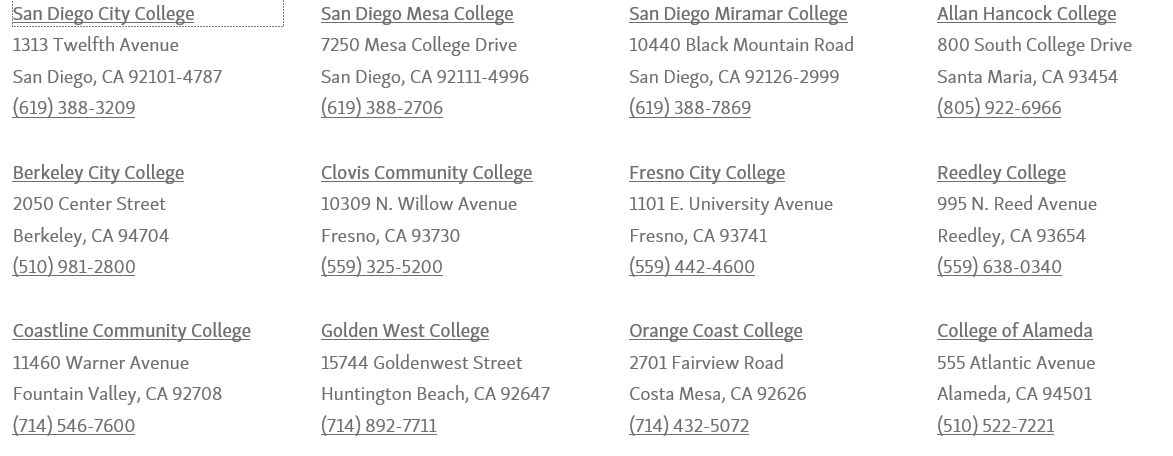 San Diego City College
1313 Twelfth Avenue
San Diego, CA 92101-4787
(619) 388-3209
San Diego Mesa College
7250 Mesa College Drive
San Diego, CA 92111-4996
(619) 388-2706
San Diego Miramar College
10440 Black Mountain Road
San Diego, CA 92126-2999
(619) 388-7869
Allan Hancock College
800 South College Drive
Santa Maria, CA 93454
(805) 922-6966
Berkeley City College
2050 Center Street
Berkeley, CA 94704
(510) 981-2800
Clovis Community College
10309 N. Willow Avenue
Fresno, CA 93730
(559) 325-5200
Fresno City College
1101 E. University Avenue
Fresno, CA 93741
(559) 442-4600
Reedley College
995 N. Reed Avenue
Reedley, CA 93654
(559) 638-0340
Coastline Community College
11460 Warner Avenue
Fountain Valley, CA 92708
(714) 546-7600
Golden West College
15744 Goldenwest Street
Huntington Beach, CA 92647
(714) 892-7711
Orange Coast College
2701 Fairview Road
Costa Mesa, CA 92626
(714) 432-5072
College of Alameda
555 Atlantic Avenue
Alameda, CA 94501
(510) 522-7221